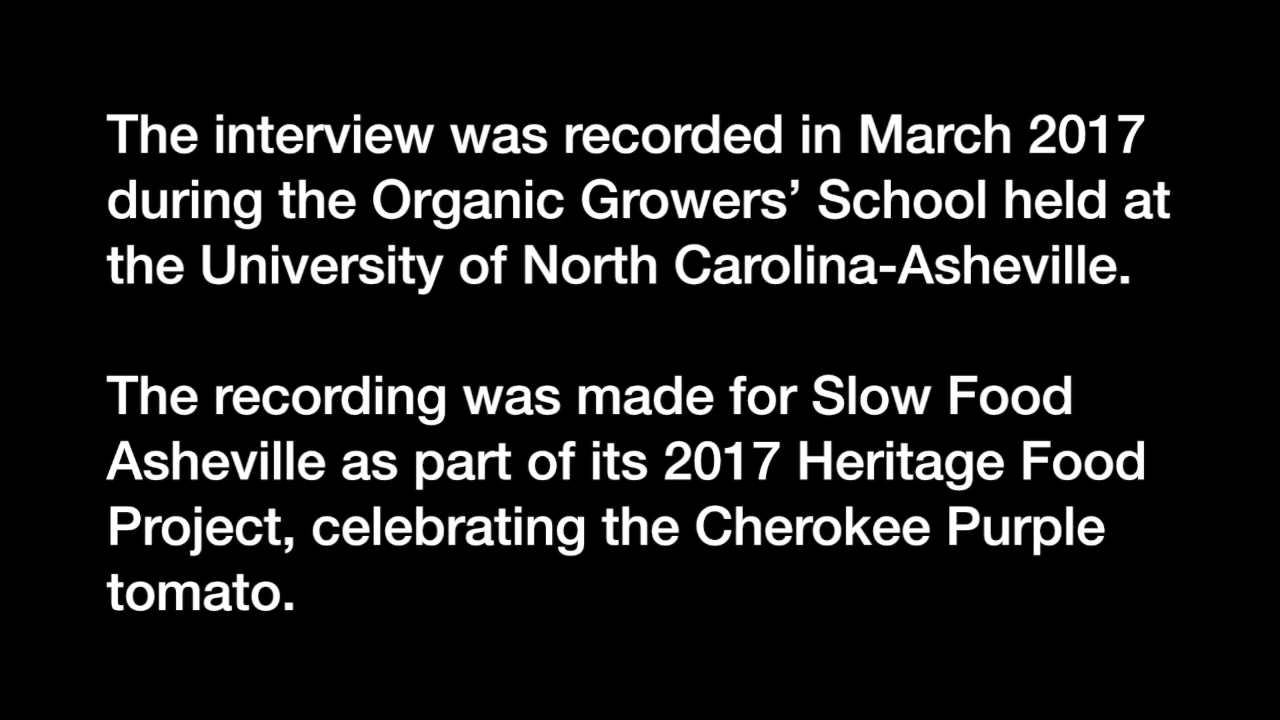 The interview was recorded in March 2017
during the Organic Growers’ School held at
the University of North Carolina-Asheville.
The recording was made for Slow Food
Asheville as part of its 2017 Heritage Food
Project, celebrating the Cherokee Purple
tomato.